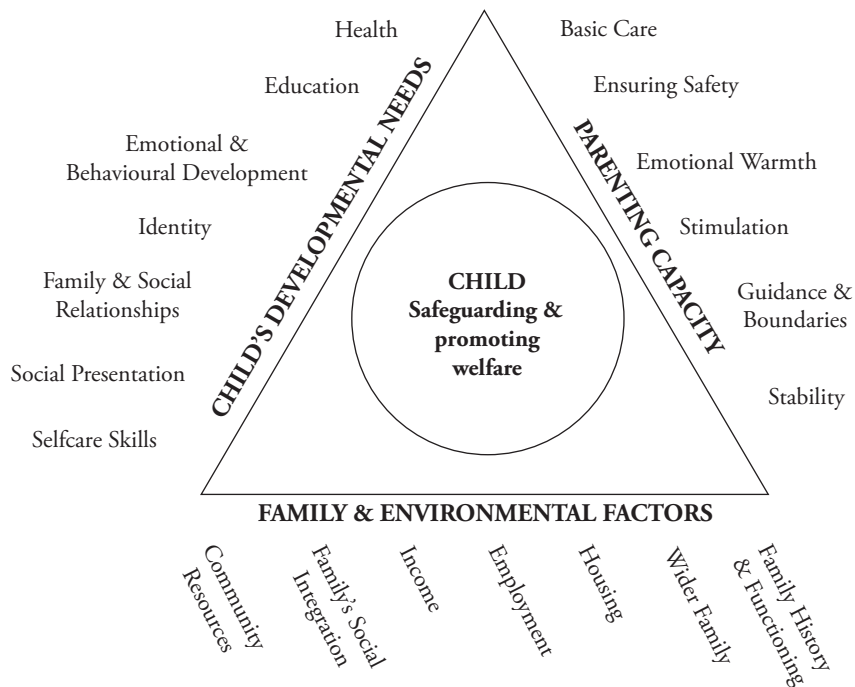 Health
Education
Emotional &
Behavioural Development
Identity
Family & Social
Relationships
Social Presentation
Selfcare Skills
CHILD'S DEVELOPMENTAL NEEDS
Basic Care
Ensuring Safety
Emotional Warmth
Stimulation
Guidance &
Boundaries
Stability
PARENTING CAPACITY
CHILD
Safeguarding &
promoting
welfare
FAMILY & ENVIRONMENTAL FACTORS
Community
Resources
Family's Social
Integration
Income
Employment
Housing
Wider Family
Family History
& Functioning